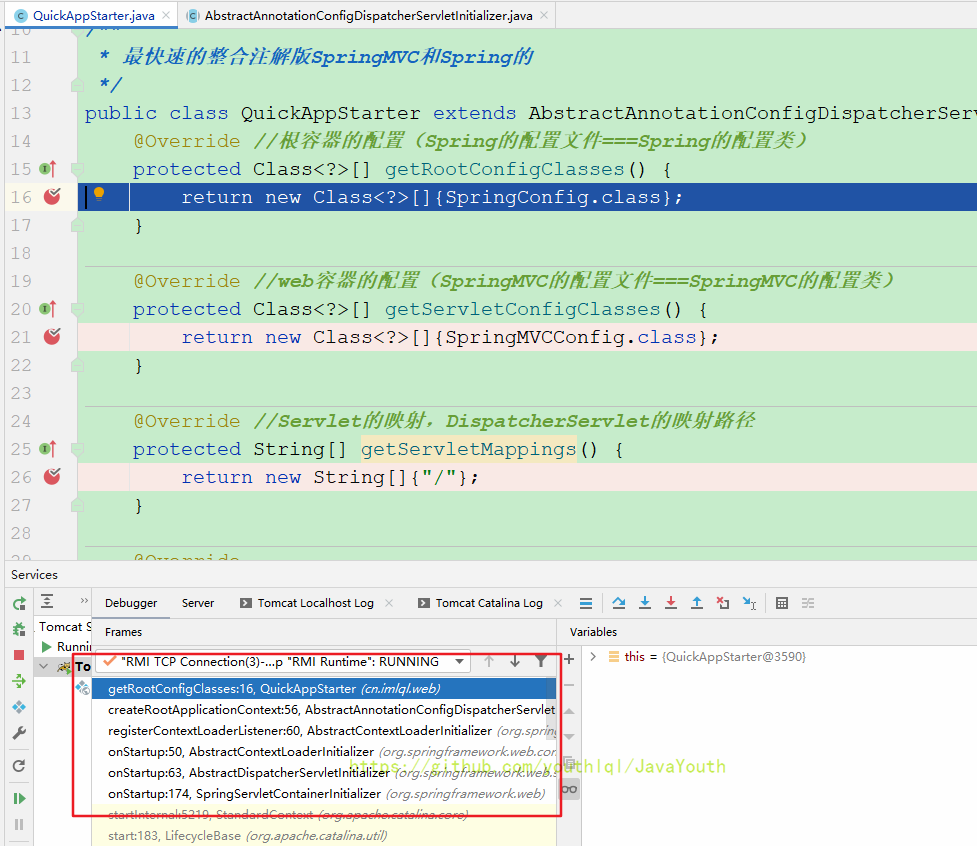 QuickAppStarter.java AbstractAnnotationConfigDispatcherServletInitializer.java
10 /**
11 * 最快速的整合注解版SpringMVC和Spring的
12 */
13 public class QuickAppStarter extends AbstractAnnotationConfigDispatcherServ
14 @Override //根容器的配置（Spring的配置文件===Spring的配置类）
15 protected Class<?>[] getRootConfigClasses() {
16 return new Class<?>[]{SpringConfig.class};
17 }
18
19 @Override //web容器的配置（SpringMVC的配置文件===SpringMVC的配置类）
20 protected Class<?>[] getServletConfigClasses() {
21 return new Class<?>[]{SpringMVCConfig.class};
22 }
23
24 @Override //Servlet的映射，DispatcherServlet的映射路径
25 protected String[] getServletMappings() {
26 return new String[]{"/"};
27 }
28
29 @Override
Services
Debugger Server Tomcat Localhost Log Tomcat Catalina Log
Tomcat S
Runni
To
Frames
Variables
"RMI TCP Connection(3)-...p "RMI Runtime": RUNNING
this = {QuickAppStarter@3590}
getRootConfigClasses:16, QuickAppStarter (cn.imlql.web)
createRootApplicationContext:56, AbstractAnnotationConfigDispatcherServlet
registerContextLoaderListener:60, AbstractContextLoaderInitializer (org.spring
onStartup:50, AbstractContextLoaderInitializer (org.springframework.web.con
https://github.com/youthlql/JavaYouth
onStartup:63, AbstractDispatcherServletInitializer (org.springframework.web.s
onStartup:174, SpringServletContainerInitializer (org.springframework.web)
startInternal:5219, StandardContext (org.apache.catalina.core)
start:183, LifecycleBase (org.apache.catalina.util)